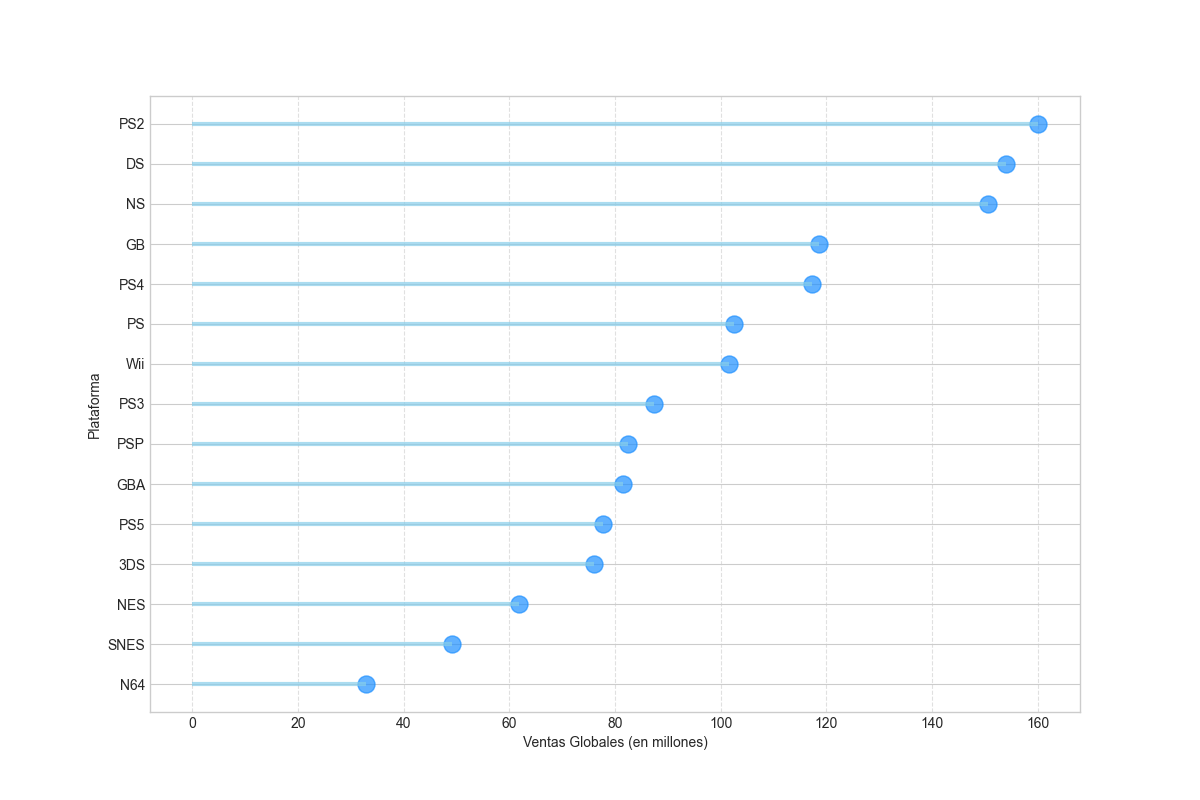 PS2
DS
NS
GB
PS4
PS
Wii
PS3
PSP
GBA
PS5
3DS
NES
SNES
N64
Plataforma
0 20 40 60 80 100 120 140 160
Ventas Globales (en millones)